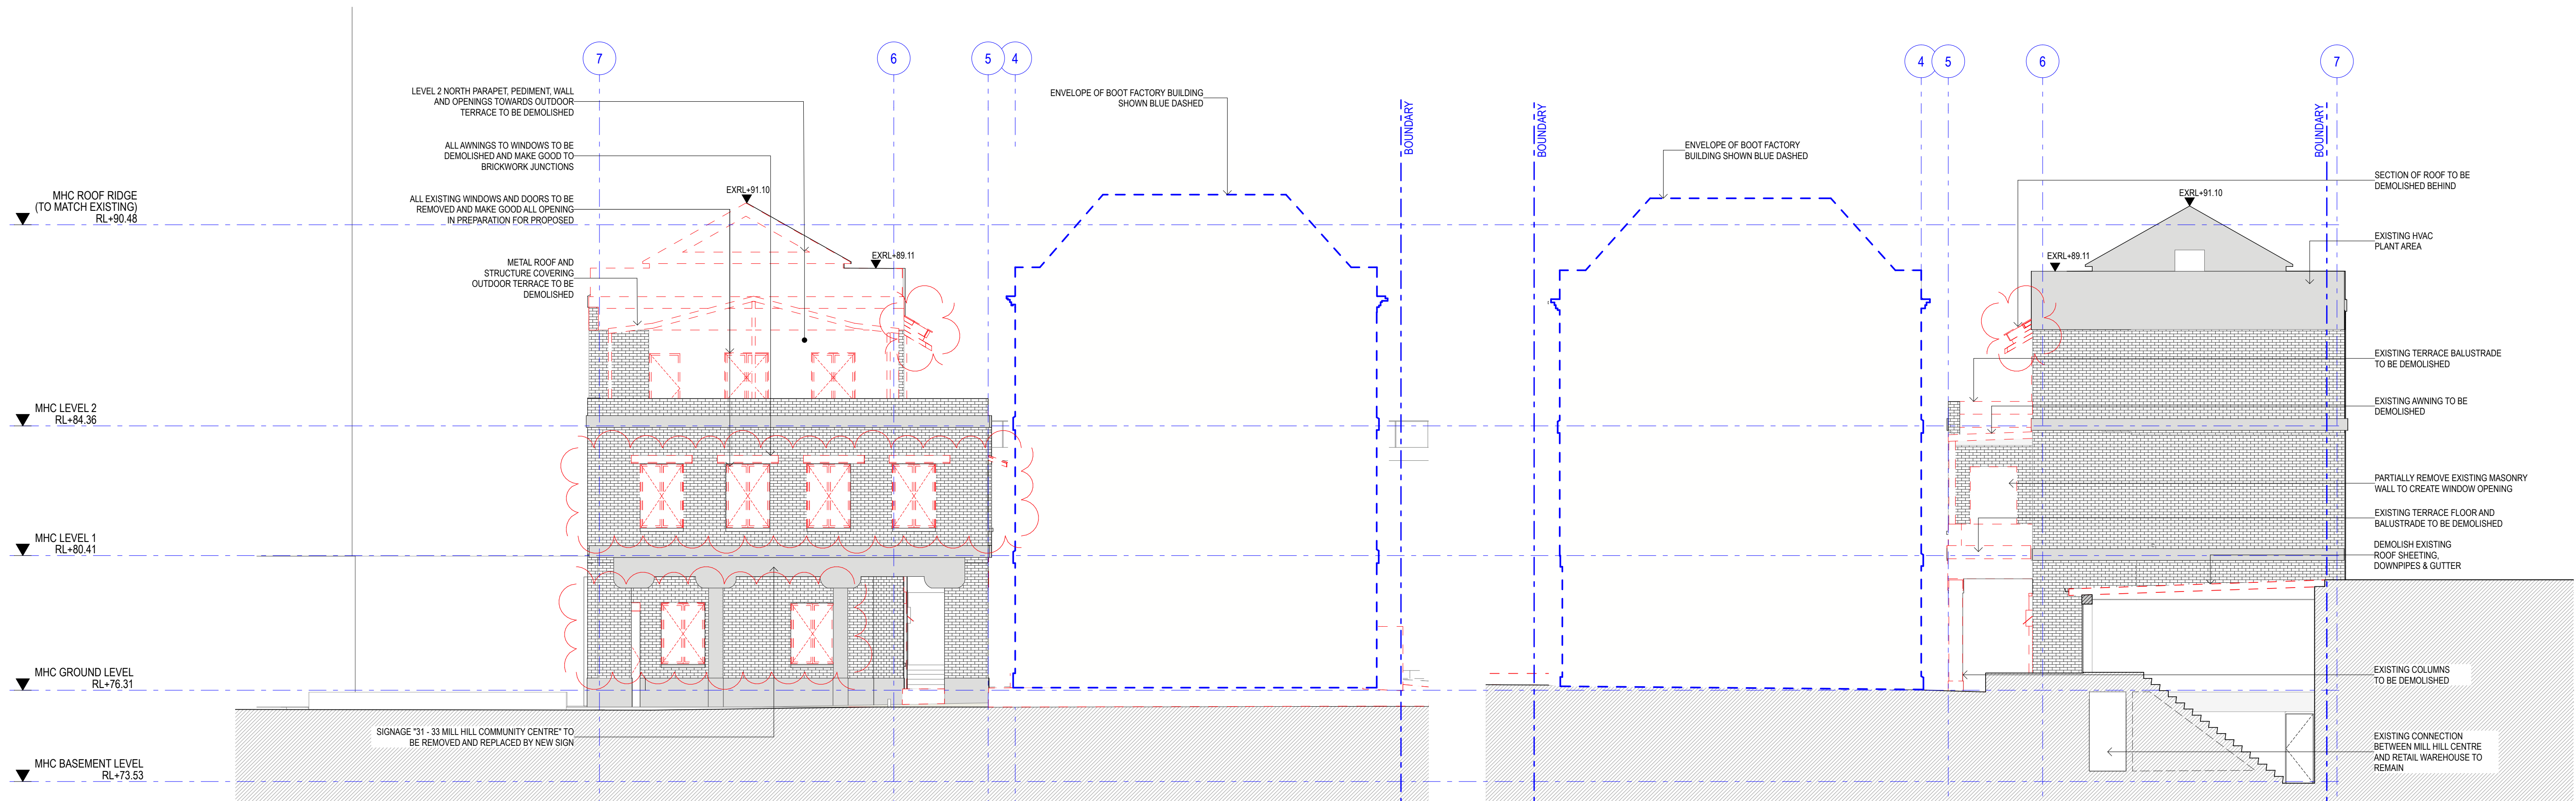 7
6
5
4
4
5
6
7
LEVEL 2 NORTH PARAPET, PEDIMENT, WALL
AND OPENINGS TOWARDS OUTDOOR
TERRACE TO BE DEMOLISHED
ALL AWNINGS TO WINDOWS TO BE
DEMOLISHED AND MAKE GOOD TO
BRICKWORK JUNCTIONS
ALL EXISTING WINDOWS AND DOORS TO BE
REMOVED AND MAKE GOOD ALL OPENING
IN PREPARATION FOR PROPOSED
METAL ROOF AND
STRUCTURE COVERING
OUTDOOR TERRACE TO BE
DEMOLISHED
EXRL+91.10
EXRL+89.11
ENVELOPE OF BOOT FACTORY BUILDING
SHOWN BLUE DASHED
BOUNDARY
BOUNDARY
ENVELOPE OF BOOT FACTORY
BUILDING SHOWN BLUE DASHED
BOUNDARY
EXRL+91.10
EXRL+89.11
SECTION OF ROOF TO BE
DEMOLISHED BEHIND
EXISTING HVAC
PLANT AREA
EXISTING TERRACE BALUSTRADE
TO BE DEMOLISHED
EXISTING AWNING TO BE
DEMOLISHED
PARTIALLY REMOVE EXISTING MASONRY
WALL TO CREATE WINDOW OPENING
EXISTING TERRACE FLOOR AND
BALUSTRADE TO BE DEMOLISHED
DEMOLISH EXISTING
ROOF SHEETING,
DOWNPIPES & GUTTER
EXISTING COLUMNS
TO BE DEMOLISHED
EXISTING CONNECTION
BETWEEN MILL HILL CENTRE
AND RETAIL WAREHOUSE TO
REMAIN
MHC ROOF RIDGE
(TO MATCH EXISTING)
RL+90.48
MHC LEVEL 2
RL+84.36
MHC LEVEL 1
RL+80.41
MHC GROUND LEVEL
RL+76.31
MHC BASEMENT LEVEL
RL+73.53
SIGNAGE "31 - 33 MILL HILL COMMUNITY CENTRE" TO
BE REMOVED AND REPLACED BY NEW SIGN